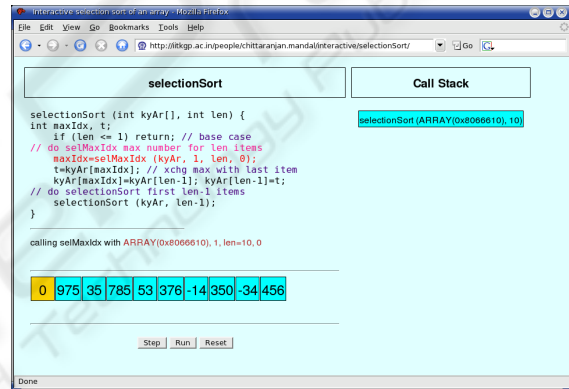 interactive selection sort of an array - Mozilla Firefox
File Edit View Go Bookmarks Tools Help
http://iitkgp.ac.in/people/chittaranjan.mandal/interactive/selectionSort/ Go
selectionSort
Call Stack
selectionSort (ARRAY(0x8066610), 10)
selectionSort (int kyAr[], int len) {
int maxIdx, t;
if (len <= 1) return; // base case
// do selMaxIdx max number for len items
maxIdx=selMaxIdx (kyAr, 1, len, 0);
t=kyAr[maxIdx]; // xchg max with last item
kyAr[maxIdx]=kyAr[len-1]; kyAr[len-1]=t;
// do selectionSort first len-1 items
selectionSort (kyAr, len-1);
}
calling selMaxIdx with ARRAY(0x8066610), 1, len=10, 0
0 975 35 785 53 376 -14 350 -34 456
Step Run Reset
Done